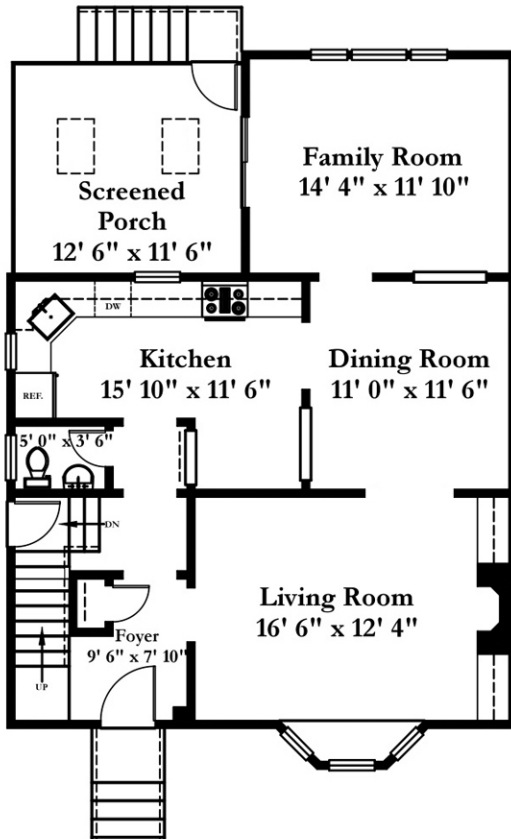 Family Room
14' 4" x 11' 10"
Screened
Porch
12' 6" x 11' 6"
DW
Kitchen
15' 10" x 11' 6"
Dining Room
11' 0" x 11' 6"
REF.
5' 0" x 3' 6"
DN
Living Room
16' 6" x 12' 4"
Foyer
9' 6" x 7' 10"
UP